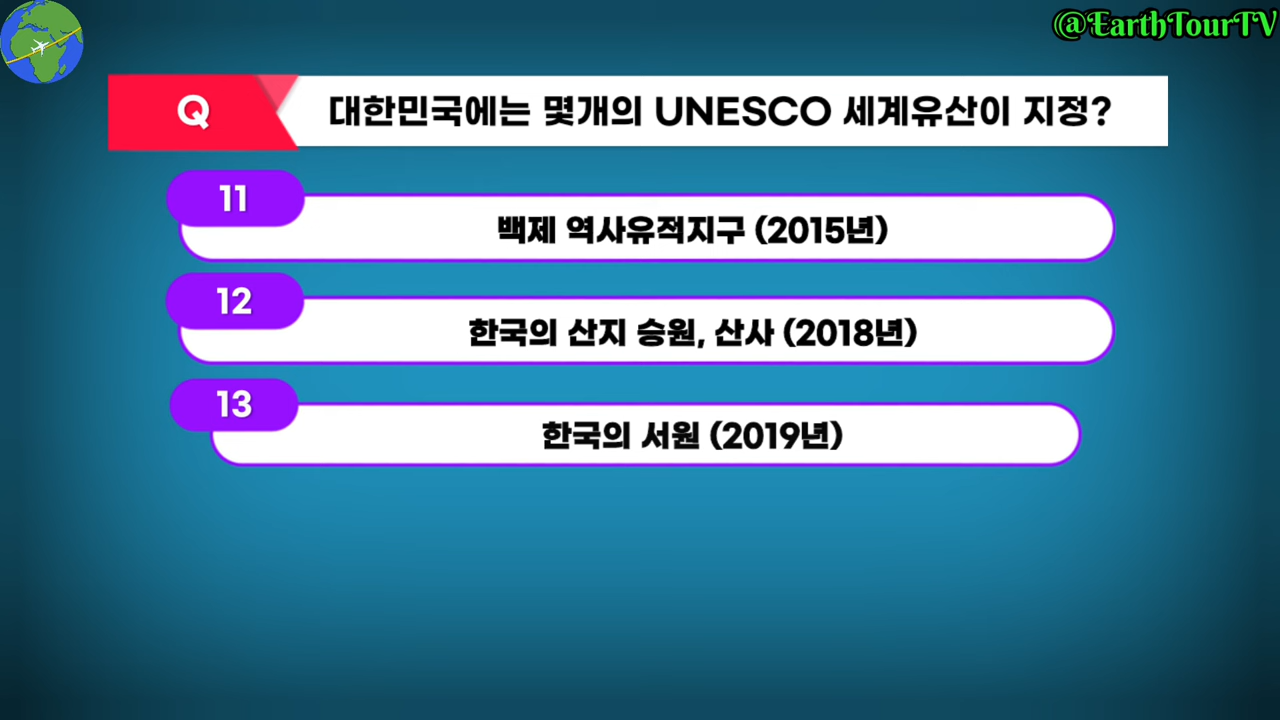 @EarthTourTV
Q
대한민국에는 몇개의 UNESCO 세계유산이 지정?
11
백제 역사유적지구 (2015년)
12
한국의 산지 승원, 산사 (2018년)
13
한국의 서원 (2019년)